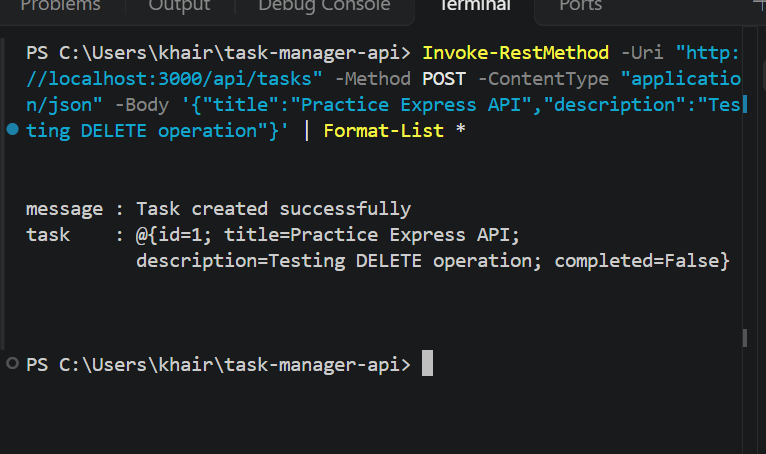 Problems Output Debug Console Terminal Ports
PS C:\Users\khair\task-manager-api> Invoke-RestMethod -Uri "http:
//localhost:3000/api/tasks" -Method POST -ContentType "applicatio
n/json" -Body '{"title":"Practice Express API","description":"Tes
ting DELETE operation"}' | Format-List *
message : Task created successfully
task    : @{id=1; title=Practice Express API;
          description=Testing DELETE operation; completed=False}
PS C:\Users\khair\task-manager-api>